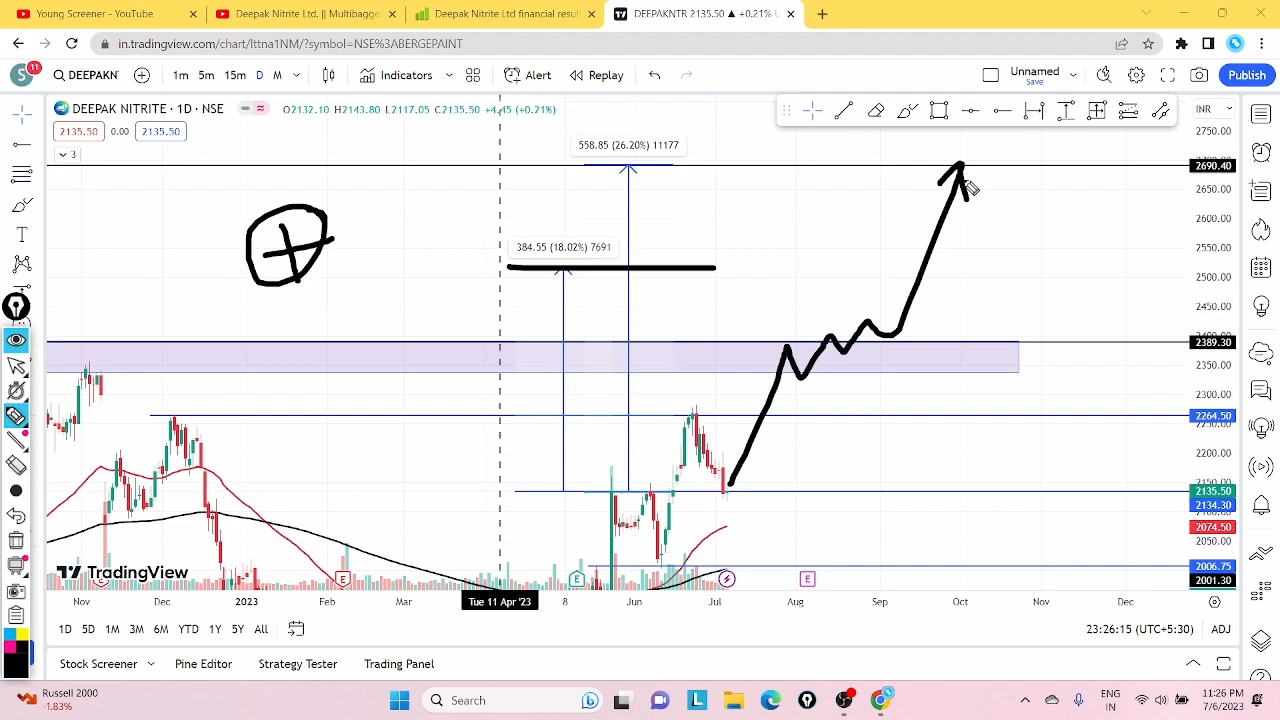 Young Screener - YouTube
Deepak Nitrite Ltd. || Multibagge
Deepak Nitrite Ltd financial resul
DEEPAKNTR 2135.50 ▲ +0.21% U
in.tradingview.com/chart/lttna1NM/?symbol=NSE%3ABERGEPAINT
S
11
DEEPAKN
1m 5m 15m D M
Indicators
Alert
Replay
Unnamed
Save
Publish
DEEPAK NITRITE · 1D · NSE
O2132.10 H2143.80 L2117.05 C2135.50 +4.45 (+0.21%)
INR
2135.50 0.00 2135.50
3
558.85 (26.20%) 11177
384.55 (18.02%) 7691
2750.00
2690.40
2650.00
2600.00
2550.00
2500.00
2450.00
2389.30
2350.00
2300.00
2264.50
2250.00
2200.00
2150.00
2135.50
2134.30
2074.50
2050.00
2006.75
2001.30
TradingView
E
E
E
E
Nov Dec 2023 Feb Mar Tue 11 Apr '23 8 Jun Jul Aug Sep Oct Nov Dec
1D 5D 1M 3M 6M YTD 1Y 5Y All
23:26:15 (UTC+5:30) ADJ
Stock Screener Pine Editor Strategy Tester Trading Panel
Russell 2000
-1.83%
Search
L
ENG
IN
11:26 PM
7/6/2023